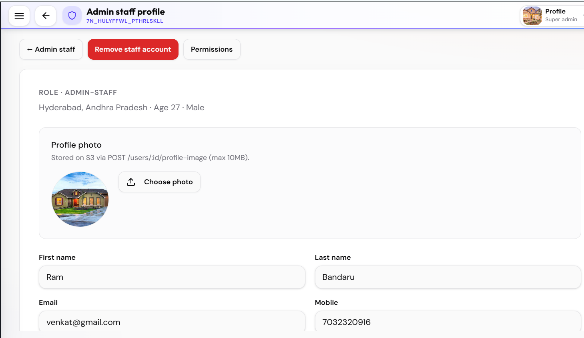 Admin staff profile
7N_HULYFFWL_PTHRLSKLL
Profile
Super admin
← Admin staff
Remove staff account
Permissions
ROLE · ADMIN-STAFF
Hyderabad, Andhra Pradesh · Age 27 · Male
Profile photo
Stored on S3 via POST /users/:id/profile-image (max 10MB).
Choose photo
First name
Last name
Ram
Bandaru
Email
Mobile
venkat@gmail.com
7032320916